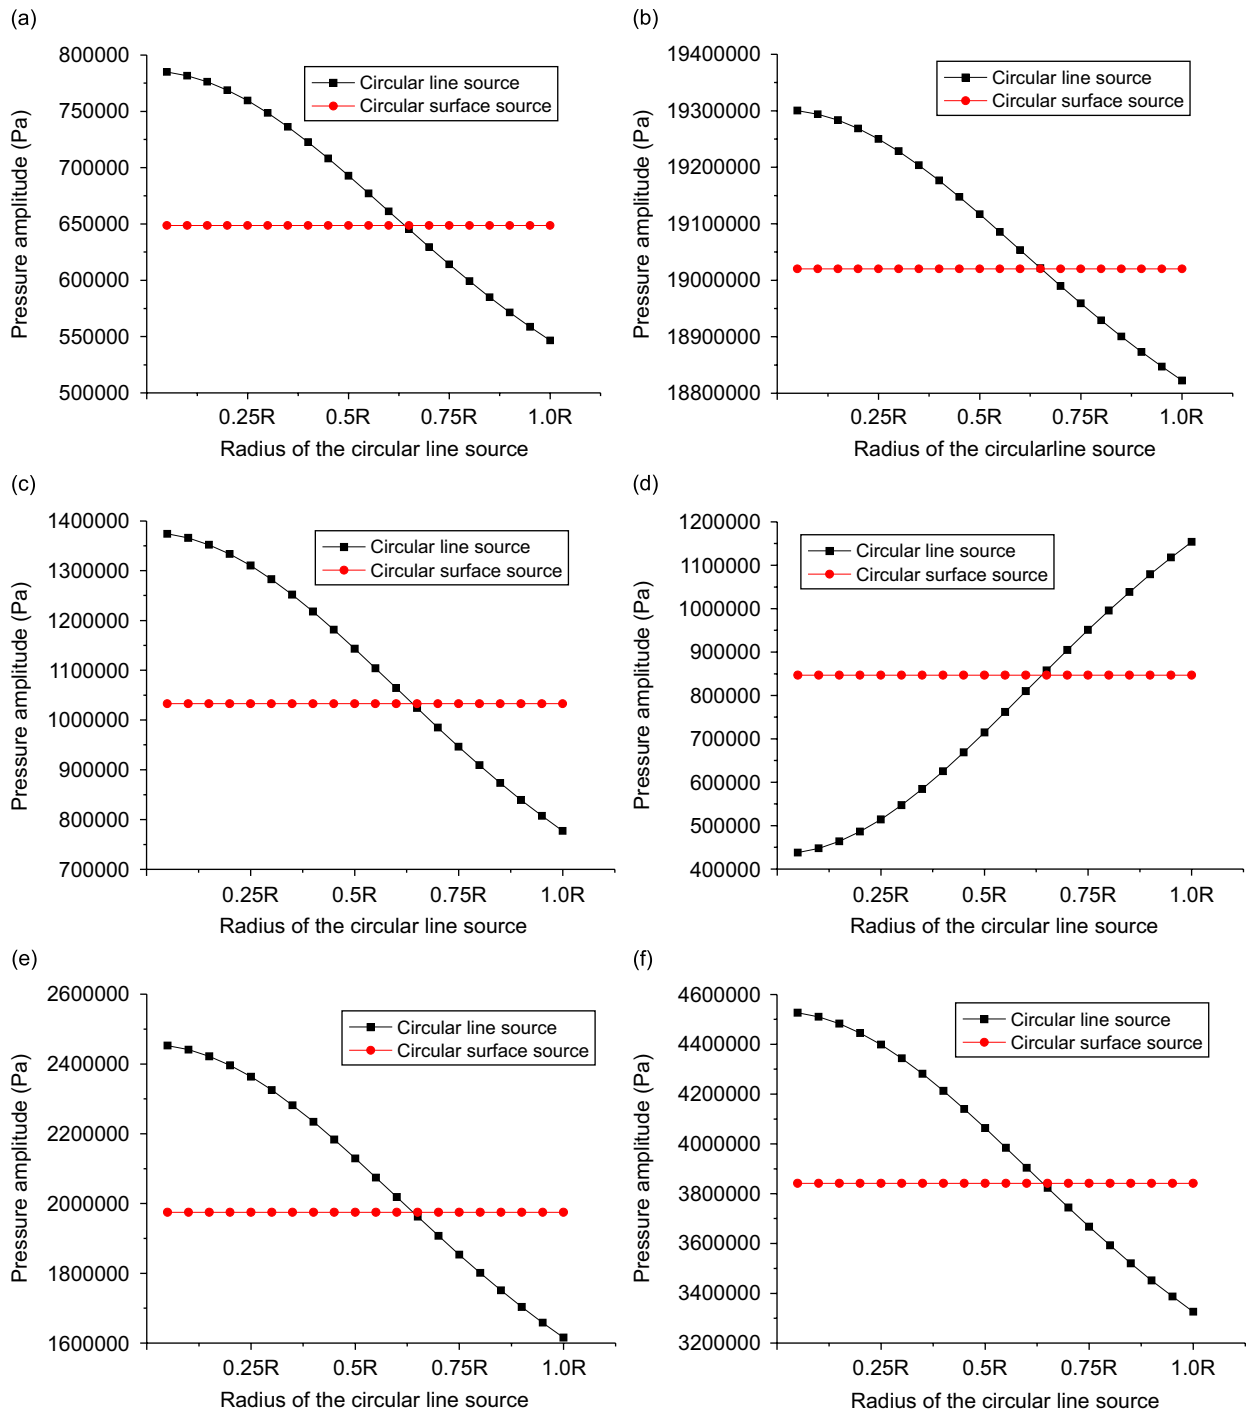 (a)
Pressure amplitude (Pa)
800000
750000
700000
650000
600000
550000
500000
Circular line source
Circular surface source
0.25R 0.5R 0.75R 1.0R
Radius of the circular line source
(b)
Pressure amplitude (Pa)
19400000
19300000
19200000
19100000
19000000
18900000
18800000
Circular line source
Circular surface source
0.25R 0.5R 0.75R 1.0R
Radius of the circularline source
(c)
Pressure amplitude (Pa)
1400000
1300000
1200000
1100000
1000000
900000
800000
700000
Circular line source
Circular surface source
0.25R 0.5R 0.75R 1.0R
Radius of the circular line source
(d)
Pressure amplitude (Pa)
1200000
1100000
1000000
900000
800000
700000
600000
500000
400000
Circular line source
Circular surface source
0.25R 0.5R 0.75R 1.0R
Radius of the circular line source
(e)
Pressure amplitude (Pa)
2600000
2400000
2200000
2000000
1800000
1600000
Circular line source
Circular surface source
0.25R 0.5R 0.75R 1.0R
Radius of the circular line source
(f)
Pressure amplitude (Pa)
4600000
4400000
4200000
4000000
3800000
3600000
3400000
3200000
Circular line source
Circular surface source
0.25R 0.5R 0.75R 1.0R
Radius of the circular line source